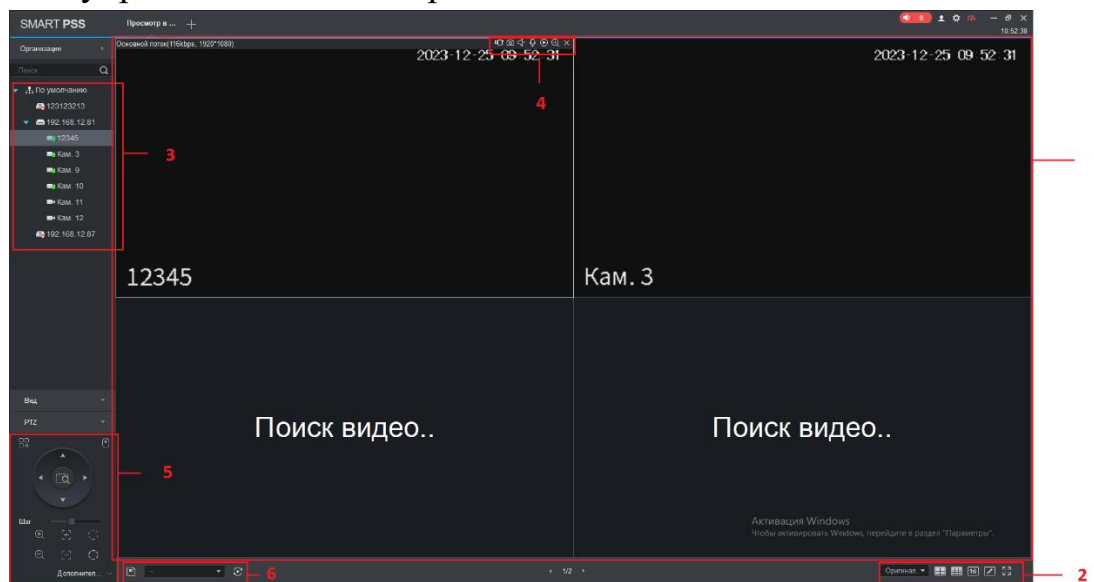 SMART PSS
Просмотр в ...
10:52:38
Организация
Основной поток(116kbps, 1920*1080)
2023-12-25 09:52:31
2023-12-25 09:52:31
Поиск
4
По умолчанию
123123213
192.168.12.81
12345
Кам. 3
3
Кам. 9
Кам. 10
Кам. 11
Кам. 12
192.168.12.87
12345
Кам. 3
Вид
PTZ
Поиск видео..
Поиск видео..
5
Шаг
Активация Windows
Чтобы активировать Windows, перейдите в раздел "Параметры".
Дополнител...
6
1/2
Оригинал
16
2